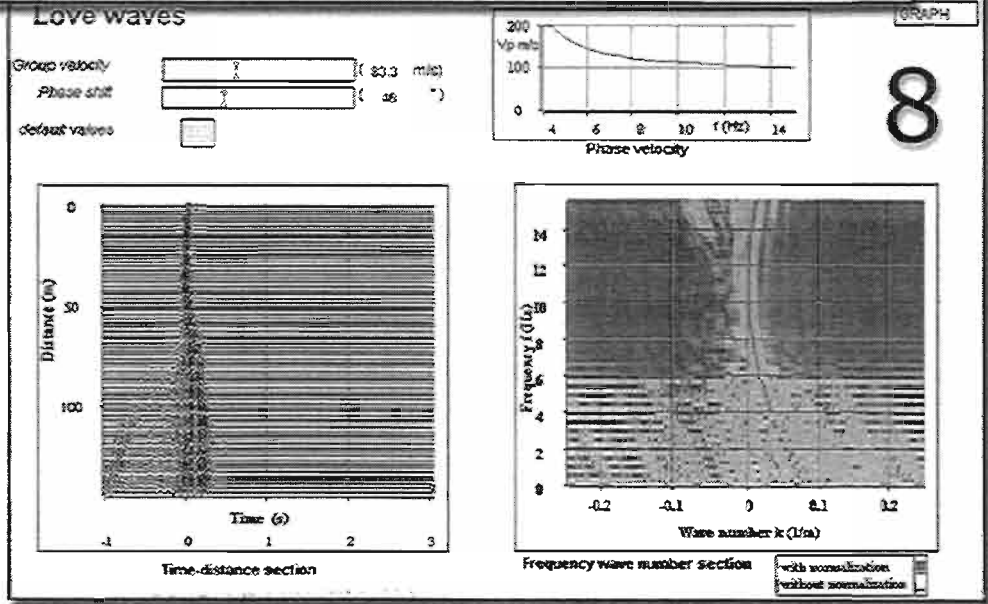 Love waves
GRAPH
8
Group velocity
( 83.3 m/s)
Phase shift
( 46 °)
default values
200
Vp m/s
100
0
4 6 8 10 f (Hz) 14
Phase velocity
0
50
100
Distance (m)
-1 0 1 2 3
Time (s)
Time-distance section
14
12
10
8
6
4
2
0
Frequency f (Hz)
-0.2 -0.1 0 0.1 0.2
Wave number k (1/m)
Frequency wave number section
with normalization
without normalization